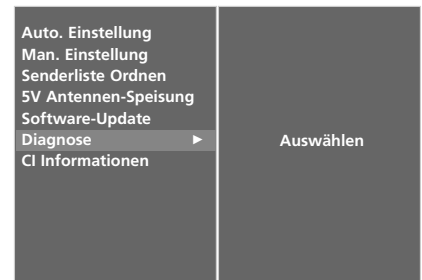 Auto. Einstellung
Man. Einstellung
Senderliste Ordnen
5V Antennen-Speisung
Software-Update
Diagnose ►
Auswählen
CI Informationen